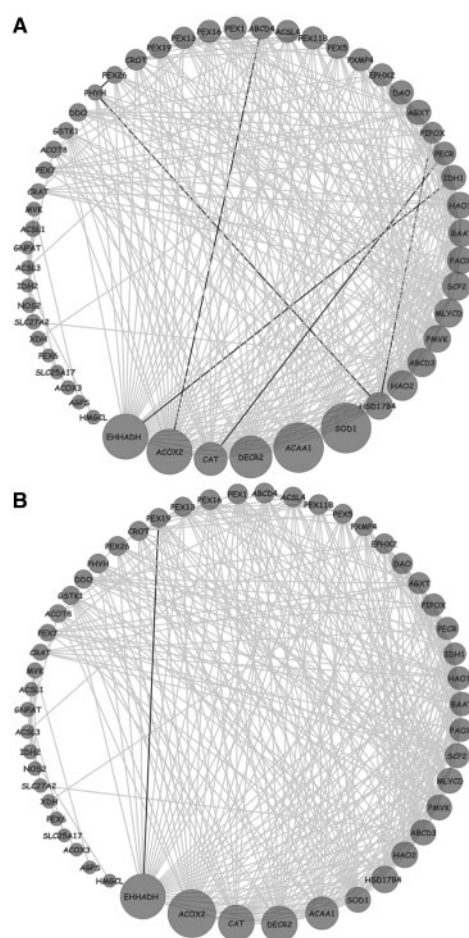 A
PEX1
ABCD4
ACSL4
PEX16
PEX11B
PEX13
PEX5
PEX19
PXMP4
CROT
EPHX2
PEX26
DAO
PHYH
AGXT
DDO
PIPOX
GSTK1
PECR
ACOT8
IDH1
PEX7
HAO1
CRAT
BAAT
MVK
PAOX
ACSL1
SCP2
GNPAT
MLYCD
ACSL3
PMVK
IDH2
ABCD3
NOS2
HAO2
SLC27A2
HSD17B4
XDH
SOD1
PEX6
ACAA1
SLC25A17
DECR2
ACOX3
CAT
AGPS
ACOX2
HMGCL
EHHADH
B
PEX1
ABCD4
ACSL4
PEX16
PEX11B
PEX13
PEX5
PEX19
PXMP4
CROT
EPHX2
PEX26
DAO
PHYH
AGXT
DDO
PIPOX
GSTK1
PECR
ACOT8
IDH1
PEX7
HAO1
CRAT
BAAT
MVK
PAOX
ACSL1
SCP2
GNPAT
MLYCD
ACSL3
PMVK
IDH2
ABCD3
NOS2
HAO2
SLC27A2
HSD17B4
XDH
SOD1
PEX6
ACAA1
SLC25A17
DECR2
ACOX3
CAT
AGPS
ACOX2
HMGCL
EHHADH